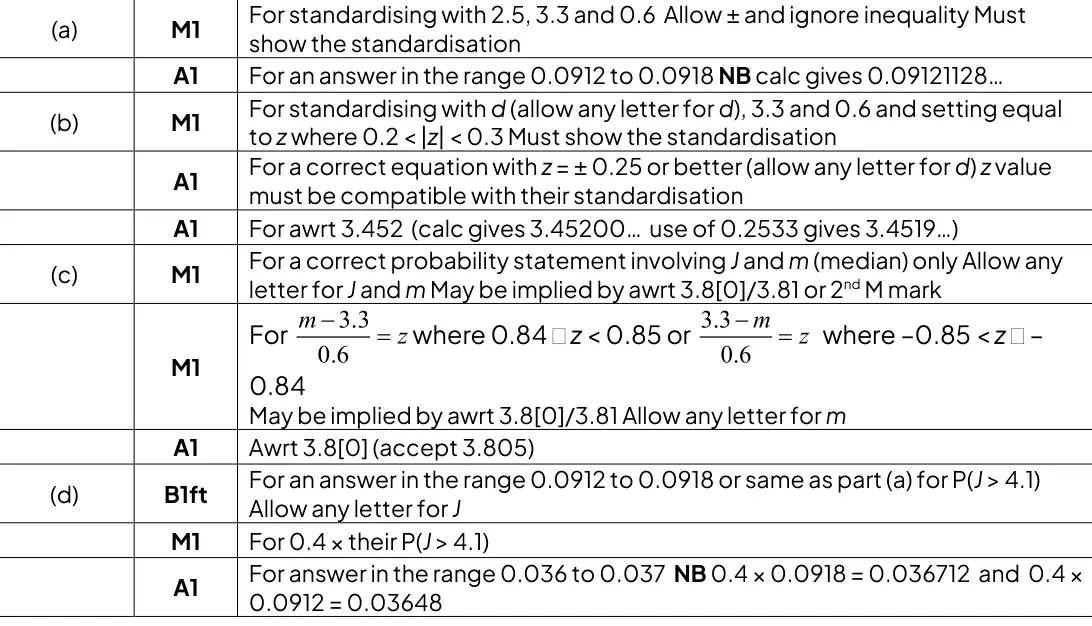 (a) M1 For standardising with 2.5, 3.3 and 0.6 Allow ± and ignore inequality Must
show the standardisation
A1 For an answer in the range 0.0912 to 0.0918 NB calc gives 0.09121128...
(b) M1 For standardising with d (allow any letter for d), 3.3 and 0.6 and setting equal
to z where 0.2 < |z| < 0.3 Must show the standardisation
A1 For a correct equation with z = ± 0.25 or better (allow any letter for d) z value
must be compatible with their standardisation
A1 For awrt 3.452 (calc gives 3.45200... use of 0.2533 gives 3.4519...)
(c) M1 For a correct probability statement involving J and m (median) only Allow any
letter for J and m May be implied by awrt 3.8[0]/3.81 or 2nd M mark
M1 For (m − 3.3)/0.6 = z where 0.84 □ z < 0.85 or (3.3 − m)/0.6 = z where –0.85 < z □ –
0.84
May be implied by awrt 3.8[0]/3.81 Allow any letter for m
A1 Awrt 3.8[0] (accept 3.805)
(d) B1ft For an answer in the range 0.0912 to 0.0918 or same as part (a) for P(J > 4.1)
Allow any letter for J
M1 For 0.4 × their P(J > 4.1)
A1 For answer in the range 0.036 to 0.037 NB 0.4 × 0.0918 = 0.036712 and 0.4 ×
0.0912 = 0.03648